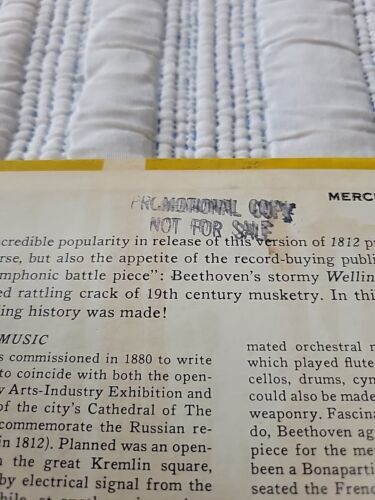 PROMOTIONAL COPY
NOT FOR SALE
MERC
credible popularity in release of this version of 1812 p
rse, but also the appetite of the record-buying publi
mphonic battle piece": Beethoven's stormy Wellin
ed rattling crack of 19th century musketry. In thi
ing history was made!
MUSIC
s commissioned in 1880 to write
to coincide with both the open-
w Arts-Industry Exhibition and
of the city's Cathedral of The
commemorate the Russian re-
in 1812). Planned was an open-
n the great Kremlin square,
by electrical signal from the
mated orchestral r
which played flute
cellos, drums, cyn
could also be made
weaponry. Fascina
do, Beethoven ag
piece for the me
been a Bonaparti
seated the Frenc